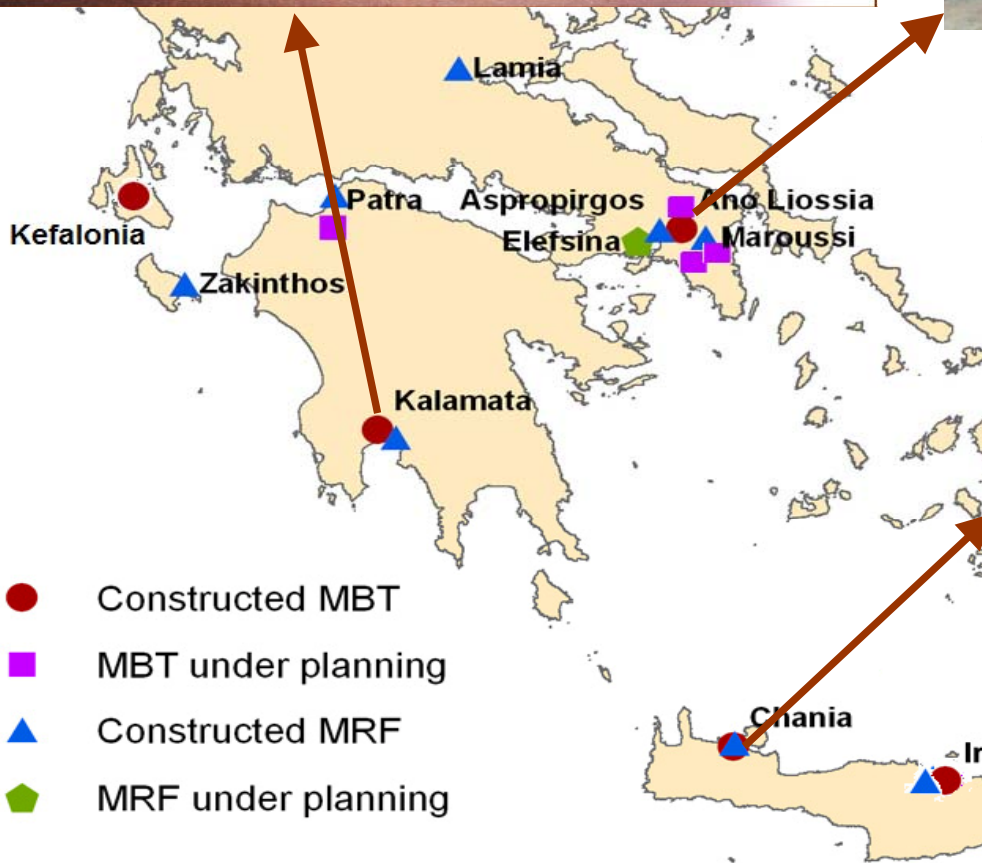 Lamia
Patra
Aspropirgos
Ano Liossia
Kefalonia
Elefsina
Maroussi
Zakinthos
Kalamata
Constructed MBT
MBT under planning
Constructed MRF
MRF under planning
Chania